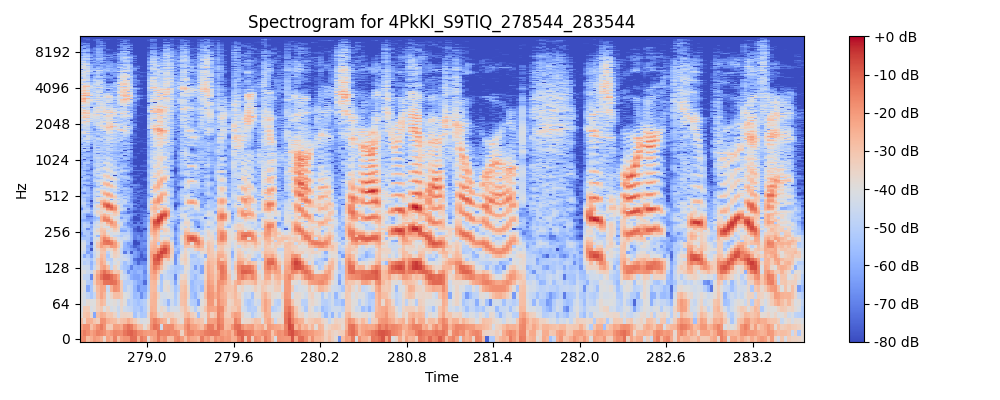 Spectrogram for 4PkKI_S9TIQ_278544_283544
+0 dB
-10 dB
-20 dB
-30 dB
-40 dB
-50 dB
-60 dB
-70 dB
-80 dB
Hz
8192
4096
2048
1024
512
256
128
64
0
279.0 279.6 280.2 280.8 281.4 282.0 282.6 283.2
Time